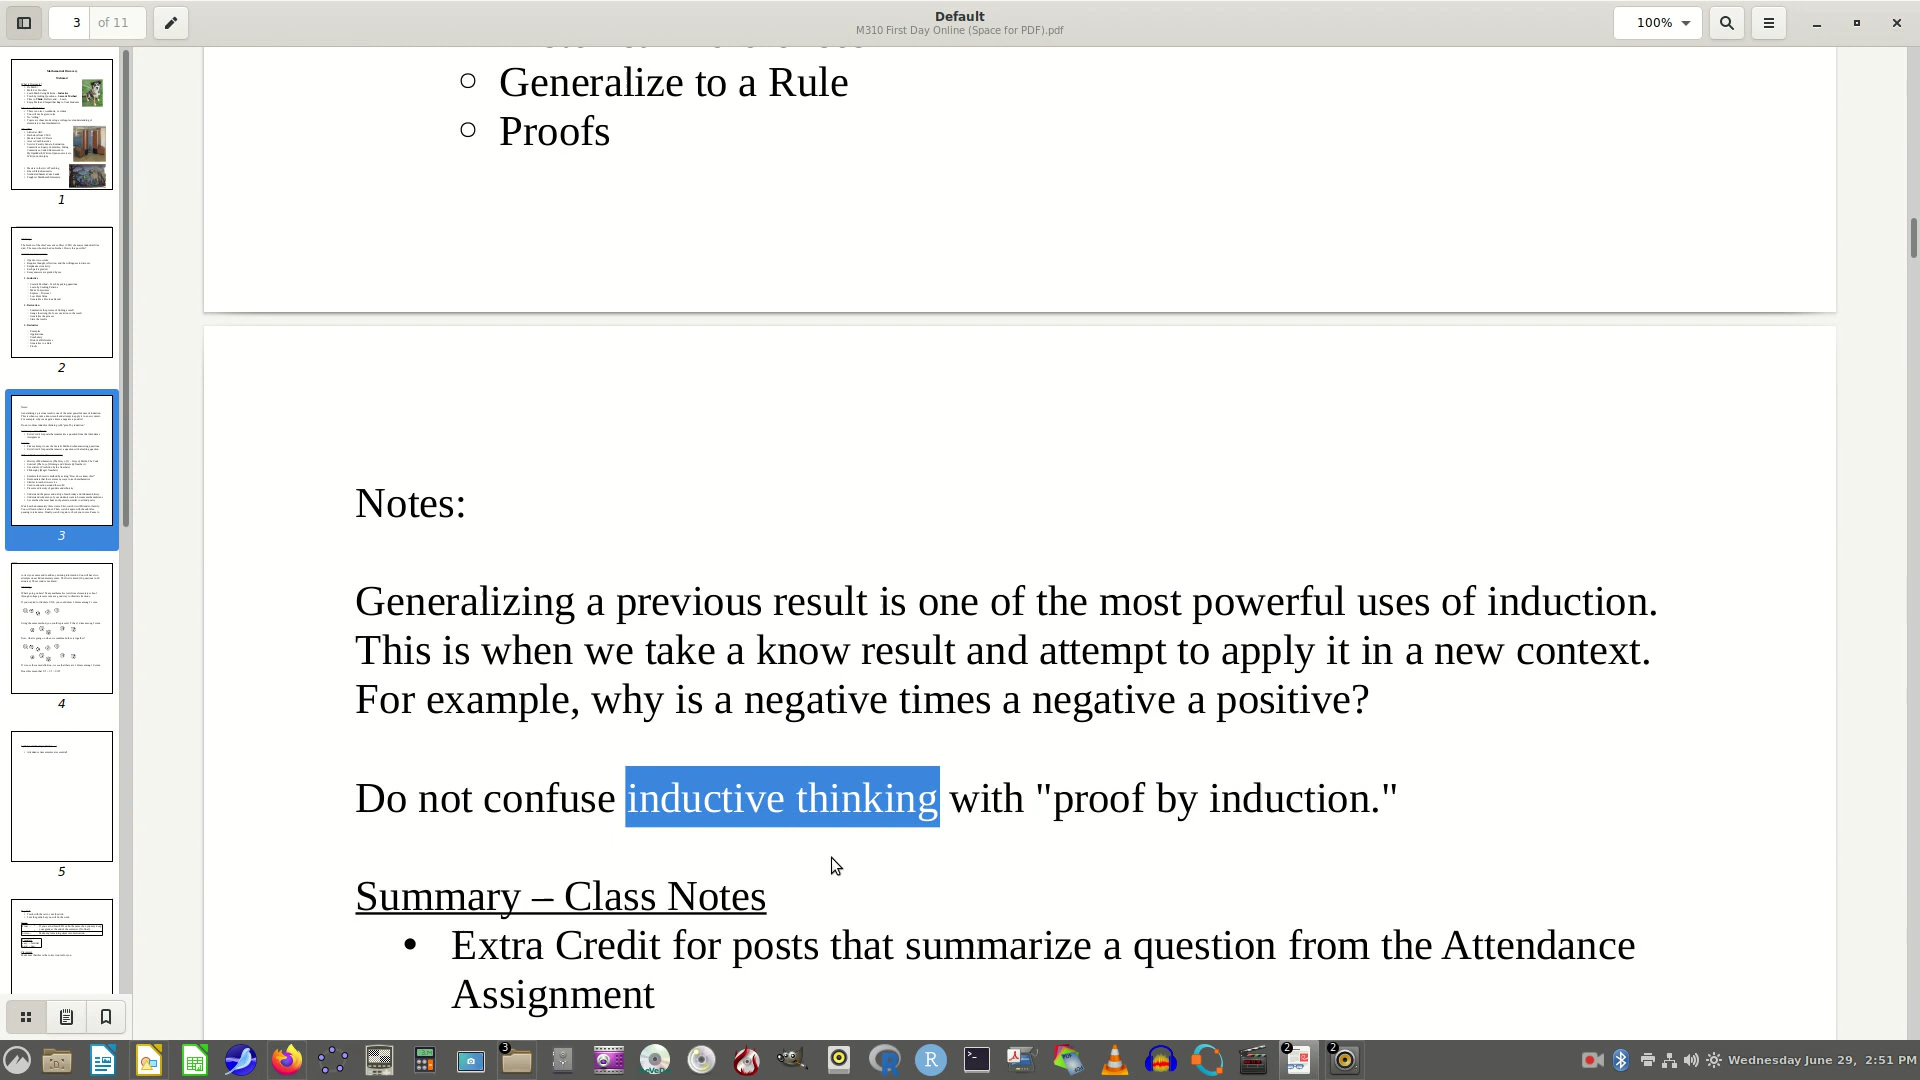 3 of 11
Default
M310 First Day Online (Space for PDF).pdf
100%
Generalize to a Rule
Proofs
Notes:
Generalizing a previous result is one of the most powerful uses of induction.
This is when we take a know result and attempt to apply it in a new context.
For example, why is a negative times a negative a positive?
Do not confuse inductive thinking with "proof by induction."
Summary – Class Notes
• Extra Credit for posts that summarize a question from the Attendance
Assignment
1
2
3
4
5
3
2
2
Wednesday June 29, 2:51 PM